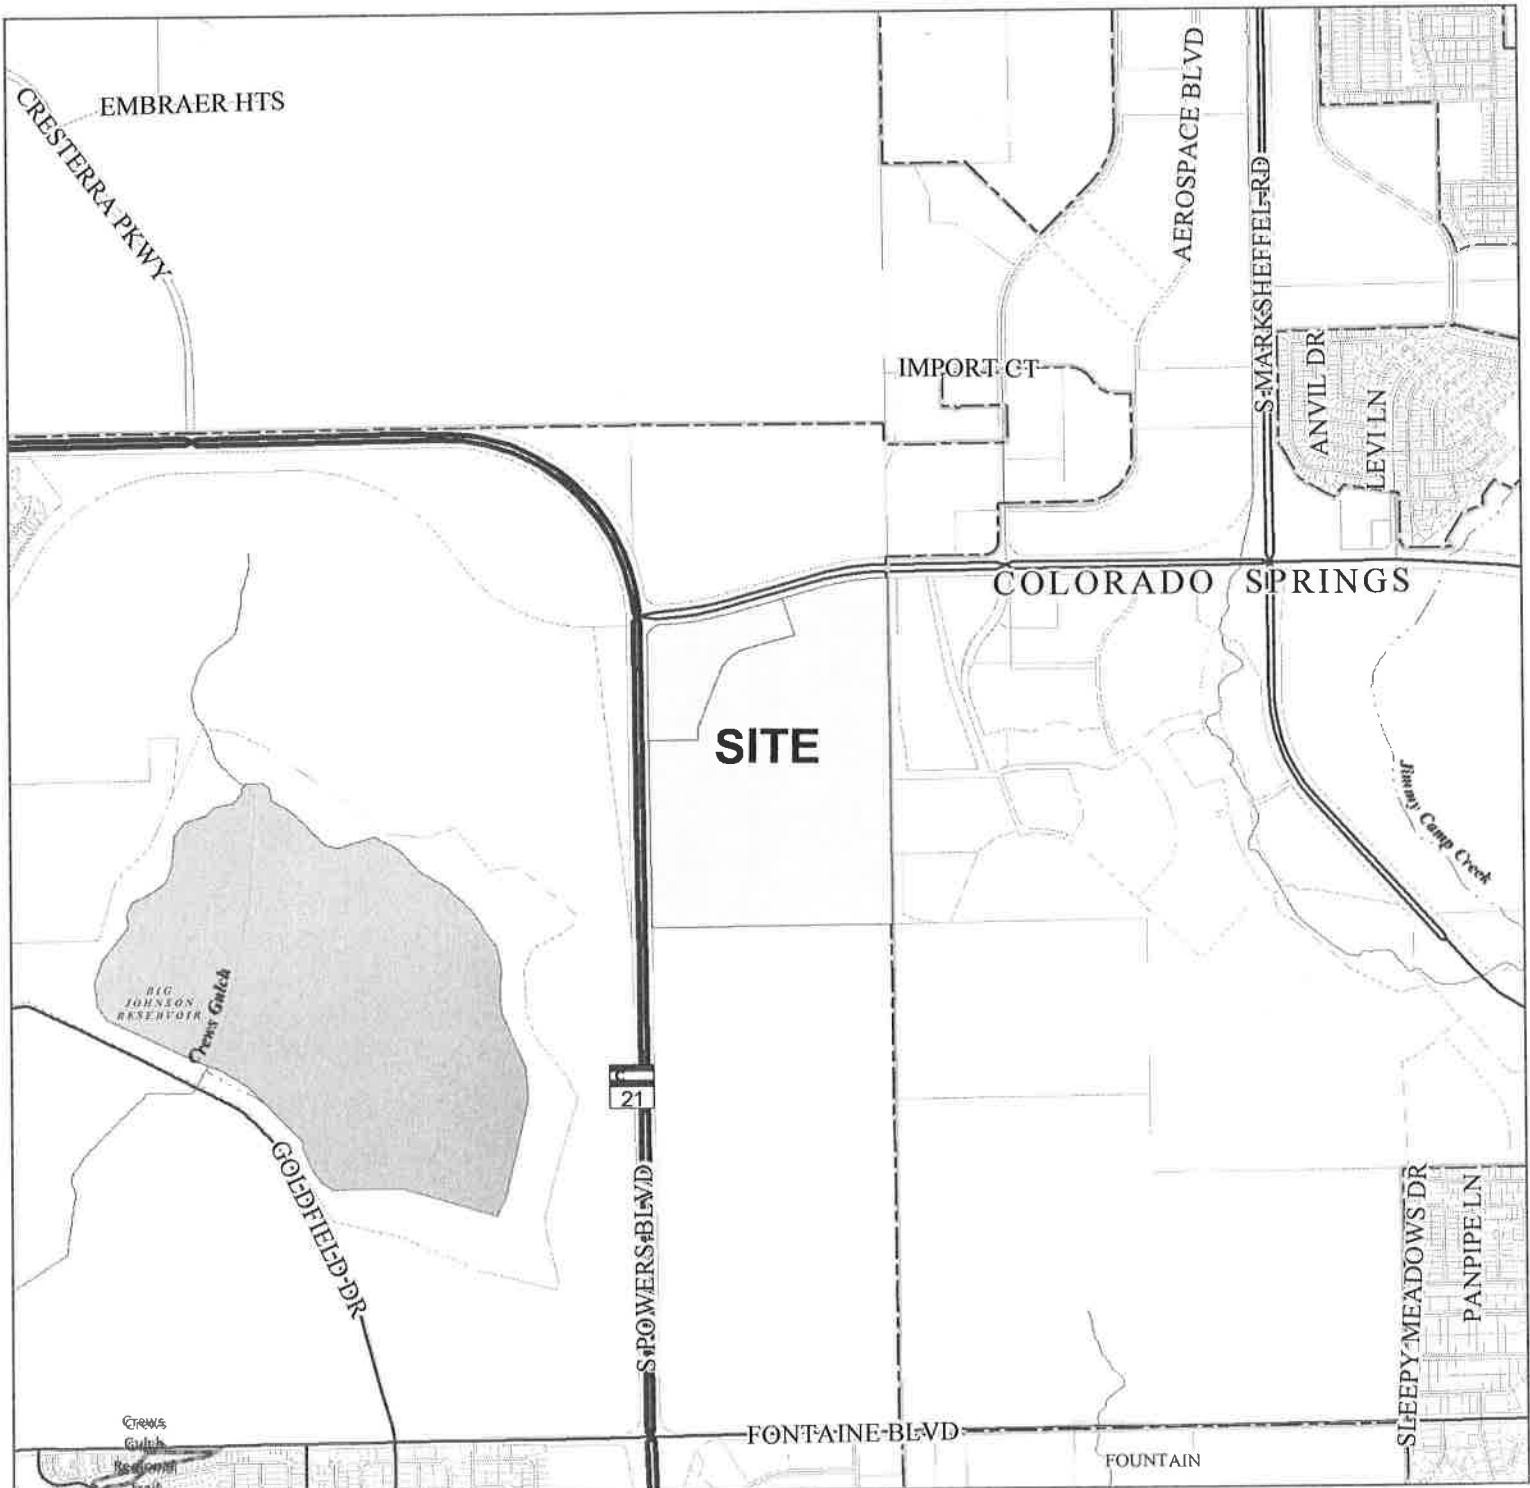 EMBRAER HTS
CRESTERRA PKWY
AEROSPACE BLVD
S MARKSHEFFEL RD
IMPORT CT
ANVIL DR
LEVI LN
COLORADO SPRINGS
SITE
Jimmy Camp Creek
BIG
JOHNSON
RESERVOIR
Crews Gulch
21
GOLDFIELD DR
S POWERS BLVD
SLEEPY MEADOWS DR
PANPIPE LN
Crews
Gulch
Regional
Trail
FONTAINE BLVD
FOUNTAIN